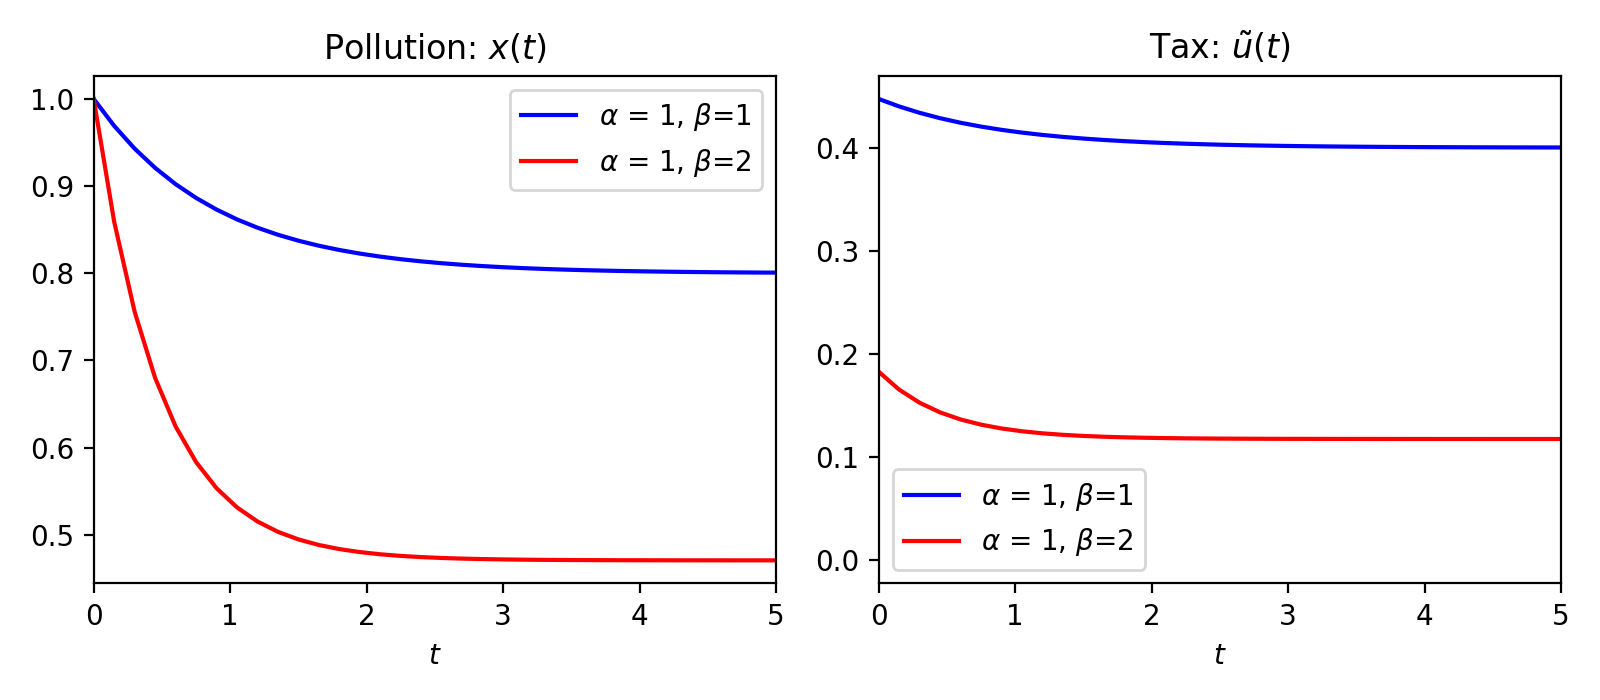 Pollution: x(t)
1.0
0.9
0.8
0.7
0.6
0.5
α = 1, β=1
α = 1, β=2
0 1 2 3 4 5
t
Tax: ũ(t)
0.4
0.3
0.2
0.1
0.0
α = 1, β=1
α = 1, β=2
0 1 2 3 4 5
t